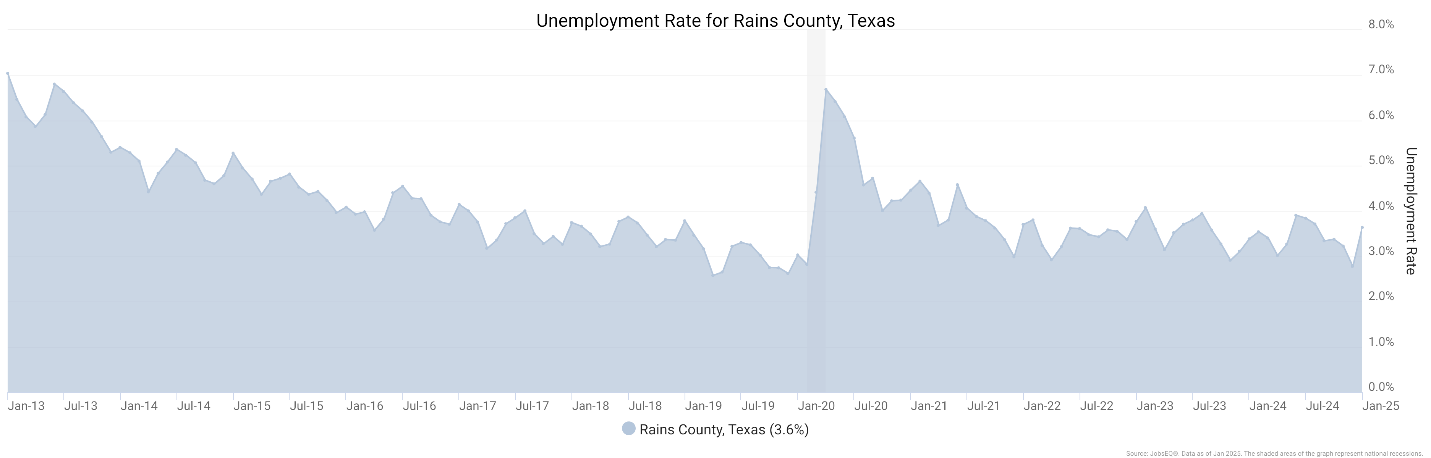 Unemployment Rate for Rains County, Texas
8.0%
7.0%
6.0%
5.0%
4.0%
3.0%
2.0%
1.0%
0.0%
Unemployment Rate
Jan-13 Jul-13 Jan-14 Jul-14 Jan-15 Jul-15 Jan-16 Jul-16 Jan-17 Jul-17 Jan-18 Jul-18 Jan-19 Jul-19 Jan-20 Jul-20 Jan-21 Jul-21 Jan-22 Jul-22 Jan-23 Jul-23 Jan-24 Jul-24 Jan-25
Rains County, Texas (3.6%)
Source: JobsEQ®. Data as of Jan 2025. The shaded areas of the graph represent national recessions.